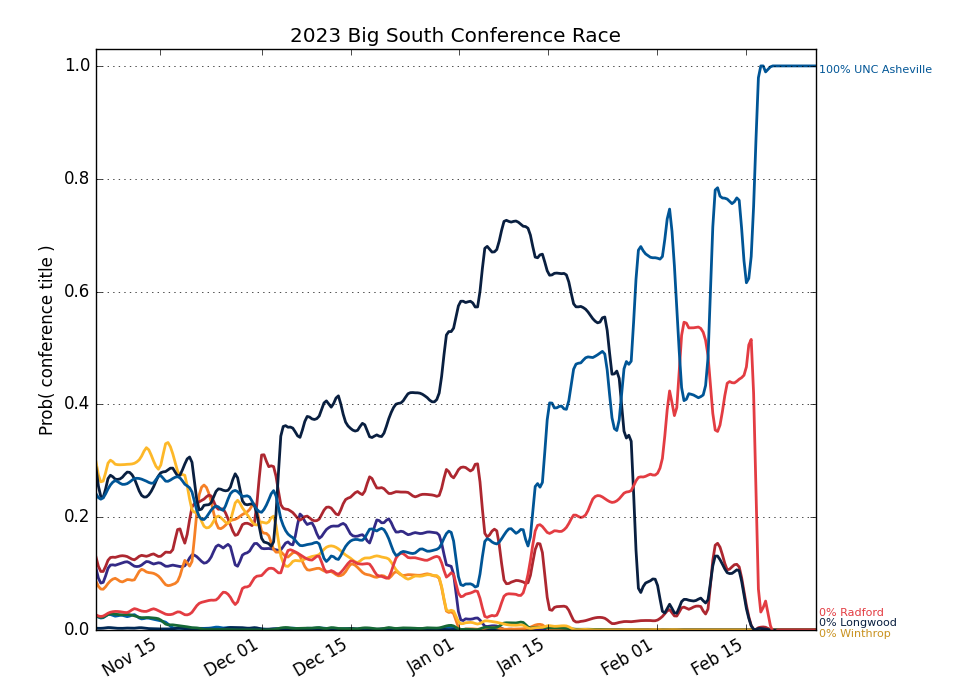 2023 Big South Conference Race
Prob( conference title )
1.0
0.8
0.6
0.4
0.2
0.0
Nov 15
Dec 01
Dec 15
Jan 01
Jan 15
Feb 01
Feb 15
100% UNC Asheville
0% Radford
0% Longwood
0% Winthrop